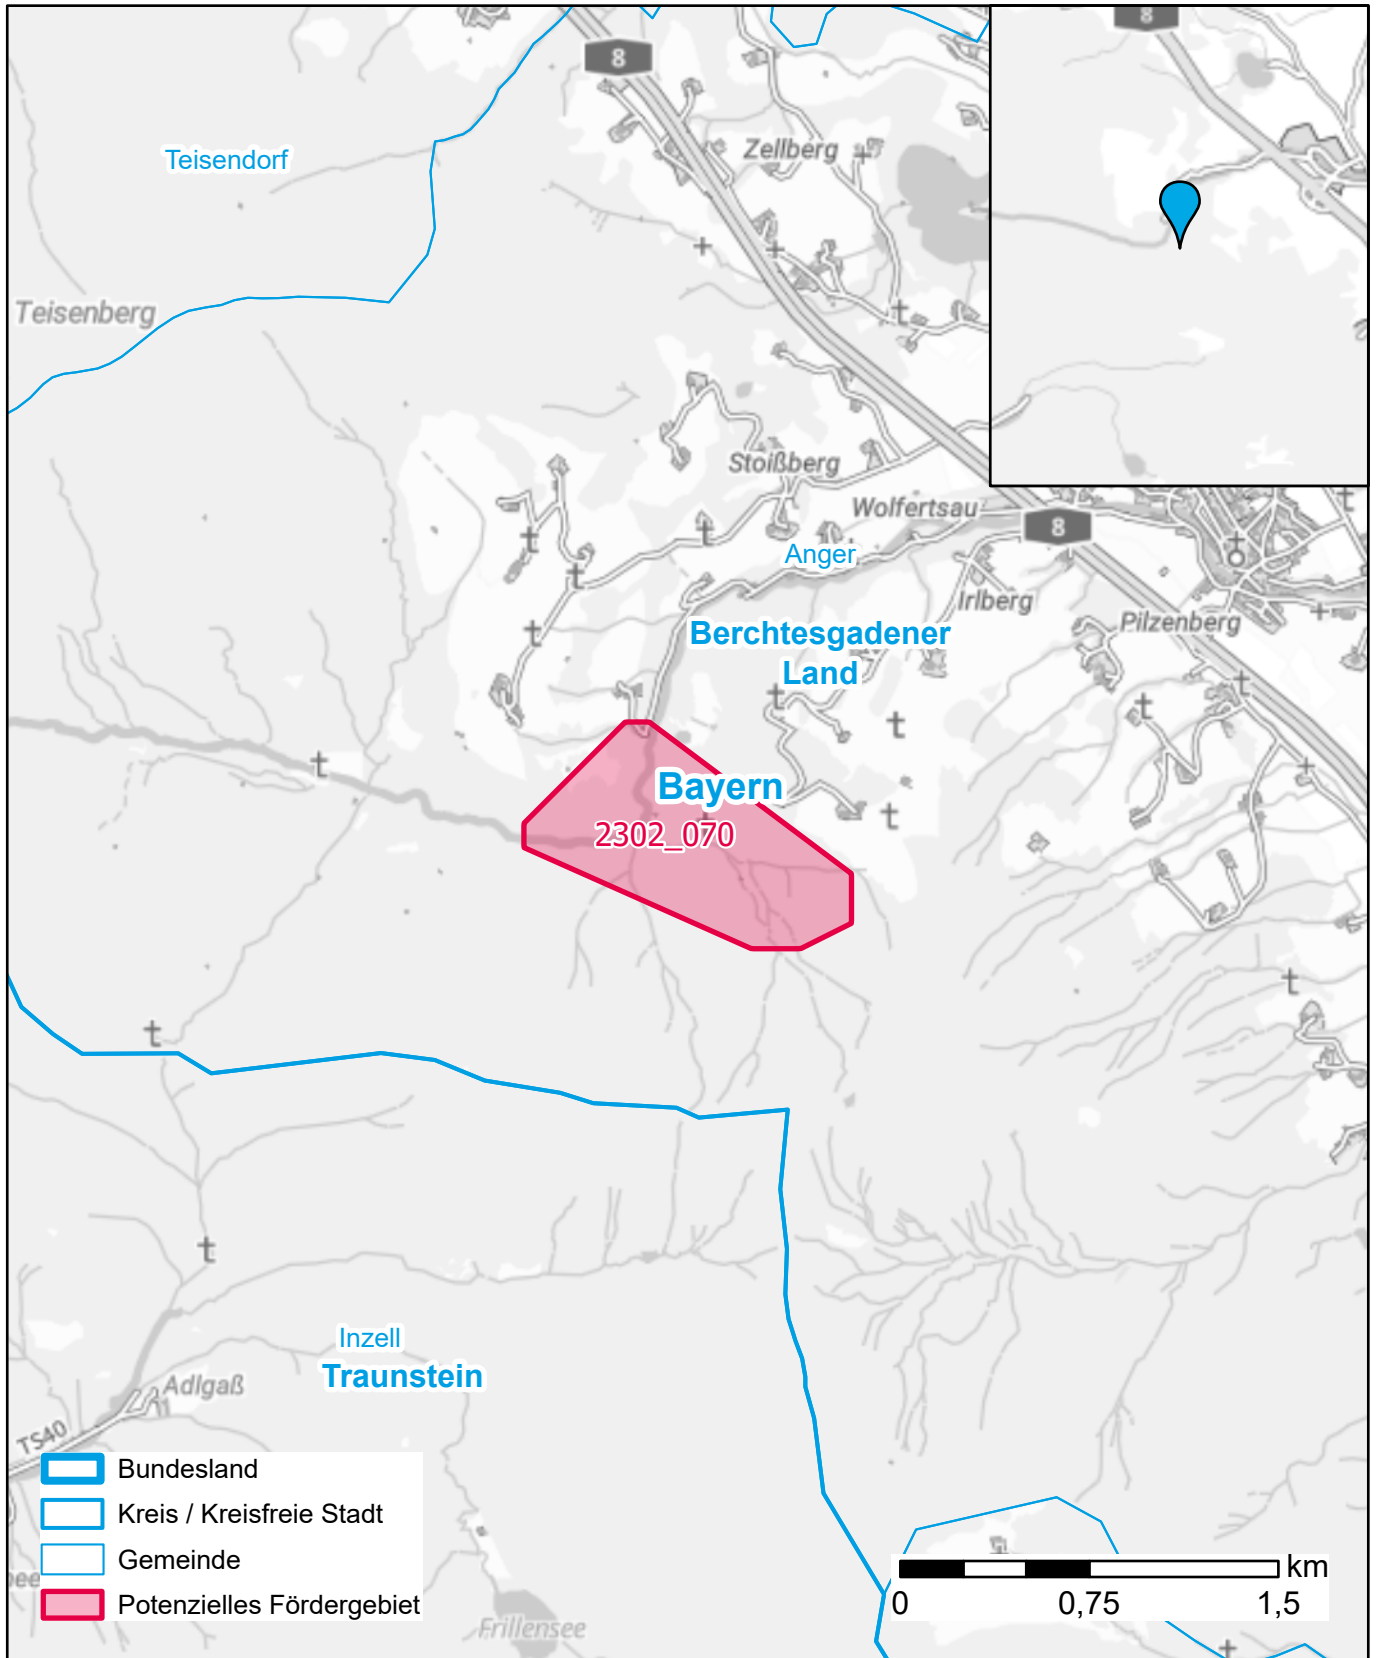 8
8
Teisendorf
Zellberg
Teisenberg
Stoißberg
Wolfertsau
8
Anger
Irlberg
Pilzenberg
Berchtesgadener
Land
Bayern
2302_070
Inzell
Traunstein
Adlgaß
TS40
Bundesland
Kreis / Kreisfreie Stadt
Gemeinde
Potenzielles Fördergebiet
Frillensee
km
0
0,75
1,5